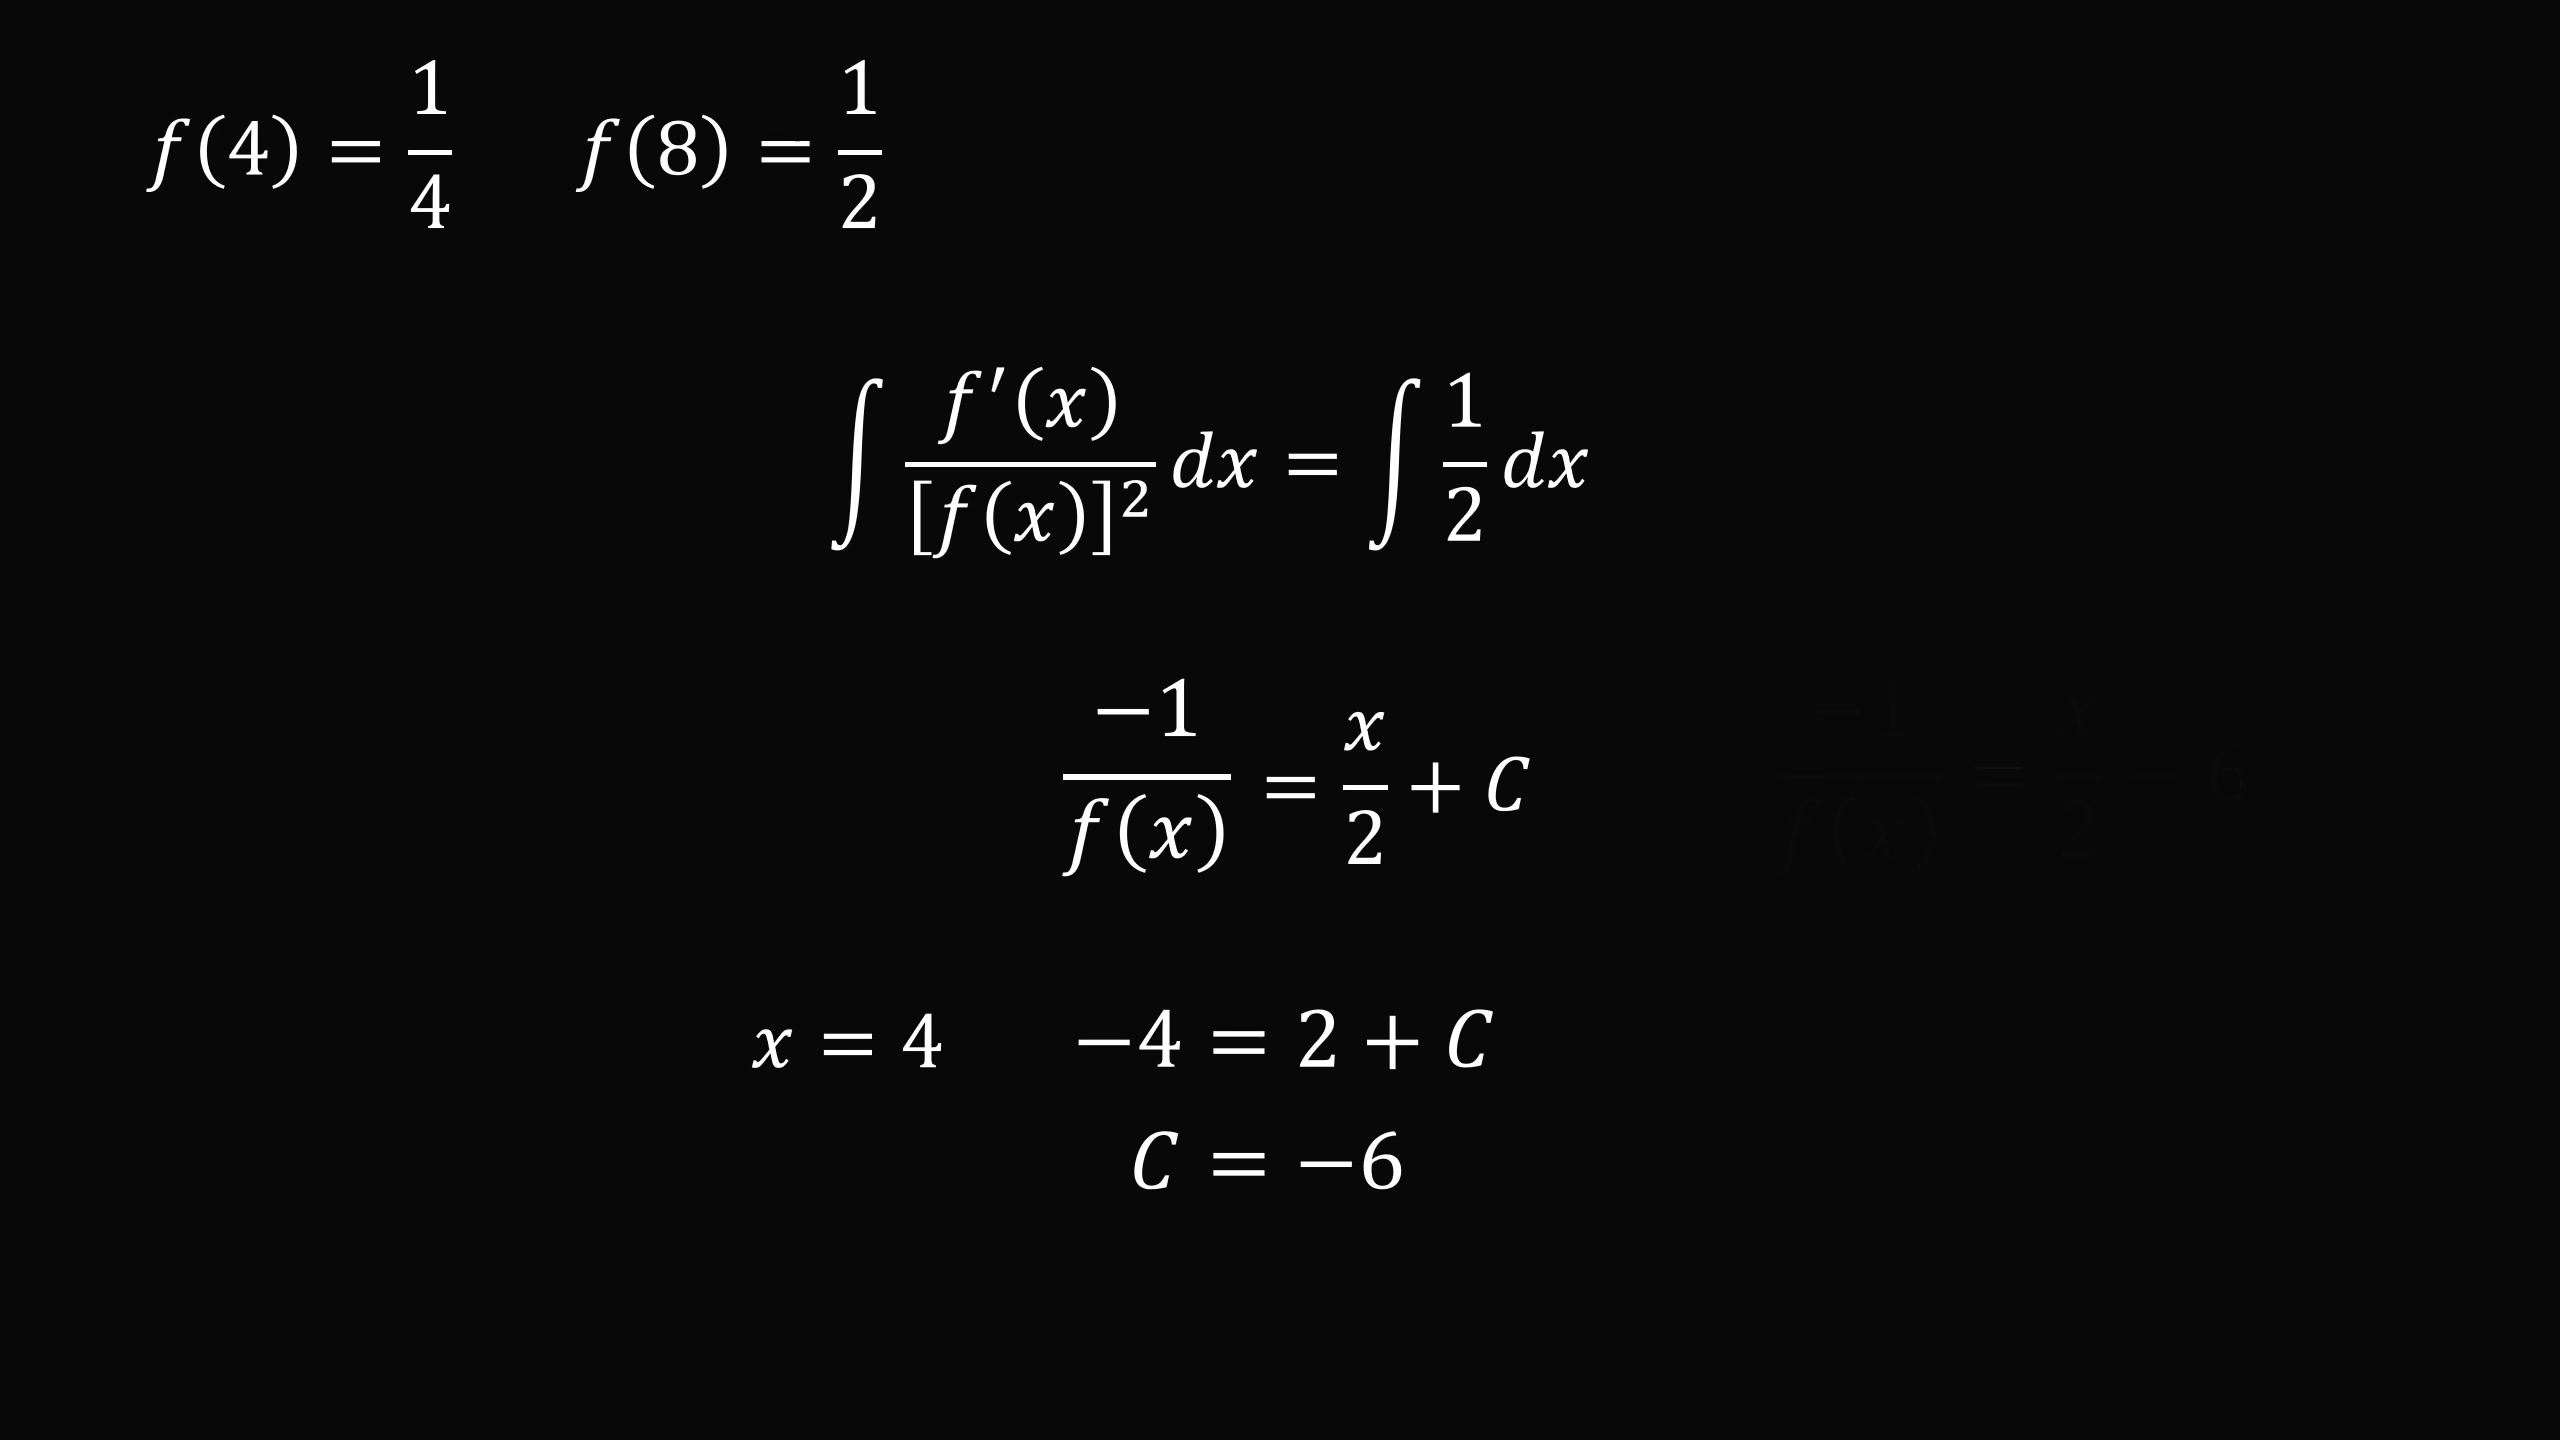 f(4) = 1/4    f(8) = 1/2
∫ f′(x)/[f(x)]² dx = ∫ 1/2 dx
−1/f(x) = x/2 + C
x = 4    −4 = 2 + C
C = −6